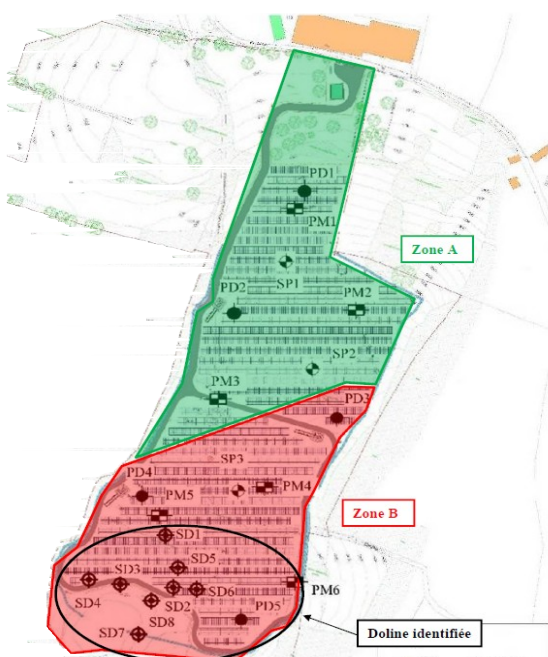 PD1
PM1
Zone A
SP1
PD2
PM2
SP2
PM3
PD3
SP3
PD4
PM5
PM4
Zone B
SD1
SD3
SD5
SD4
SD2
SD6
PM6
SD8
PD5
SD7
Doline identifiée